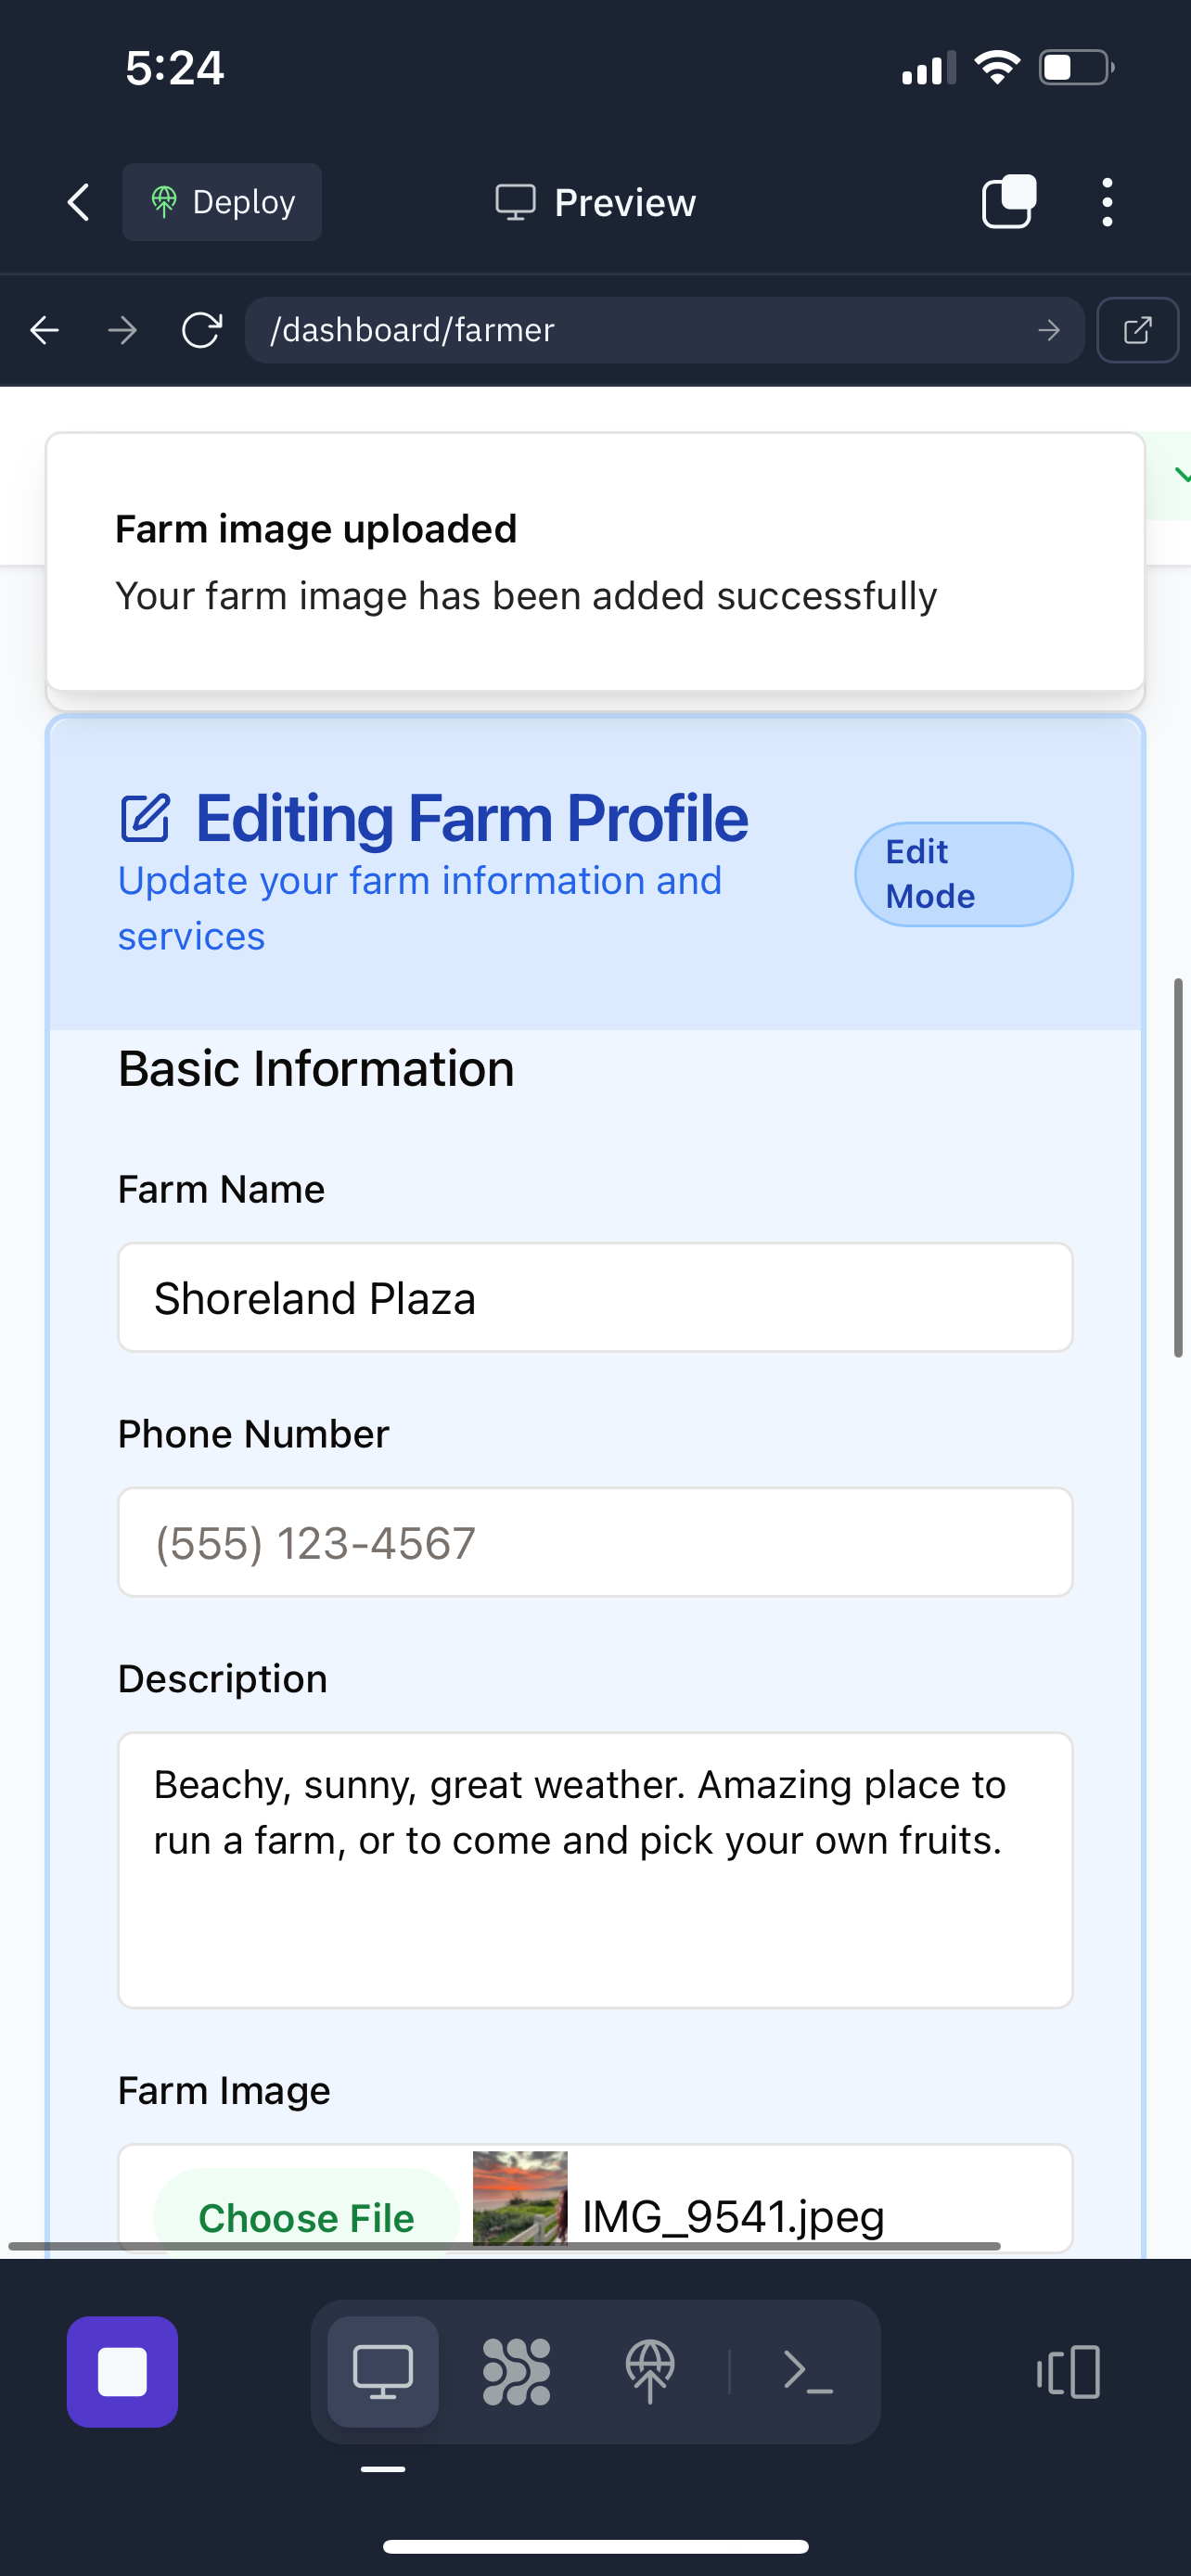 5:24
Deploy
Preview
/dashboard/farmer
Farm image uploaded
Your farm image has been added successfully
Editing Farm Profile
Update your farm information and
services
Edit
Mode
Basic Information
Farm Name
Shoreland Plaza
Phone Number
(555) 123-4567
Description
Beachy, sunny, great weather. Amazing place to
run a farm, or to come and pick your own fruits.
Farm Image
Choose File
IMG_9541.jpeg